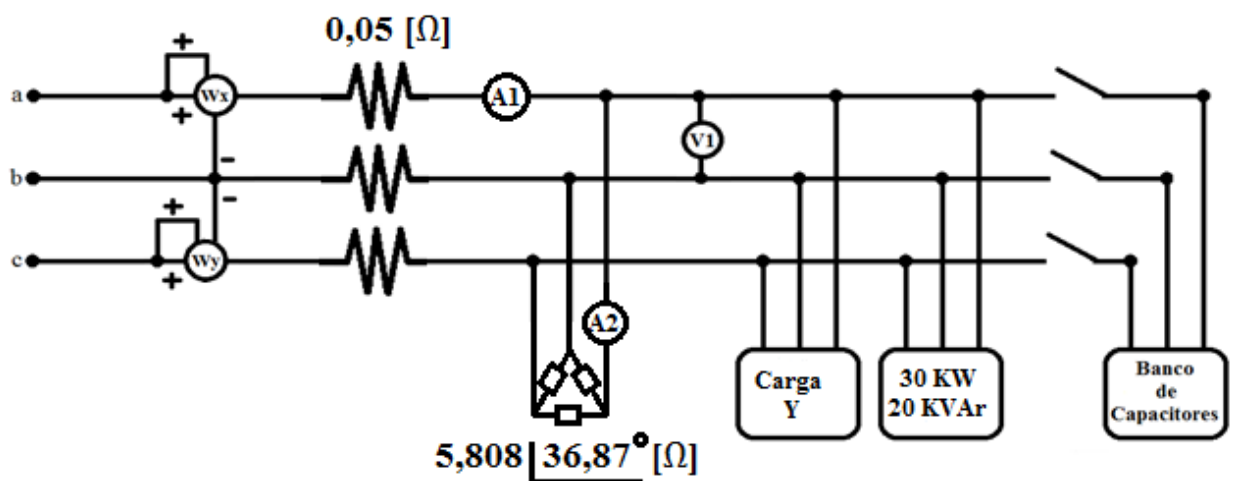 0,05 [Ω]
+
a
Wx
A1
+
-
V1
b
+
-
c
Wy
+
A2
Carga
Y
30 KW
20 KVAr
Banco
de
Capacitores
5,808 36,87° [Ω]